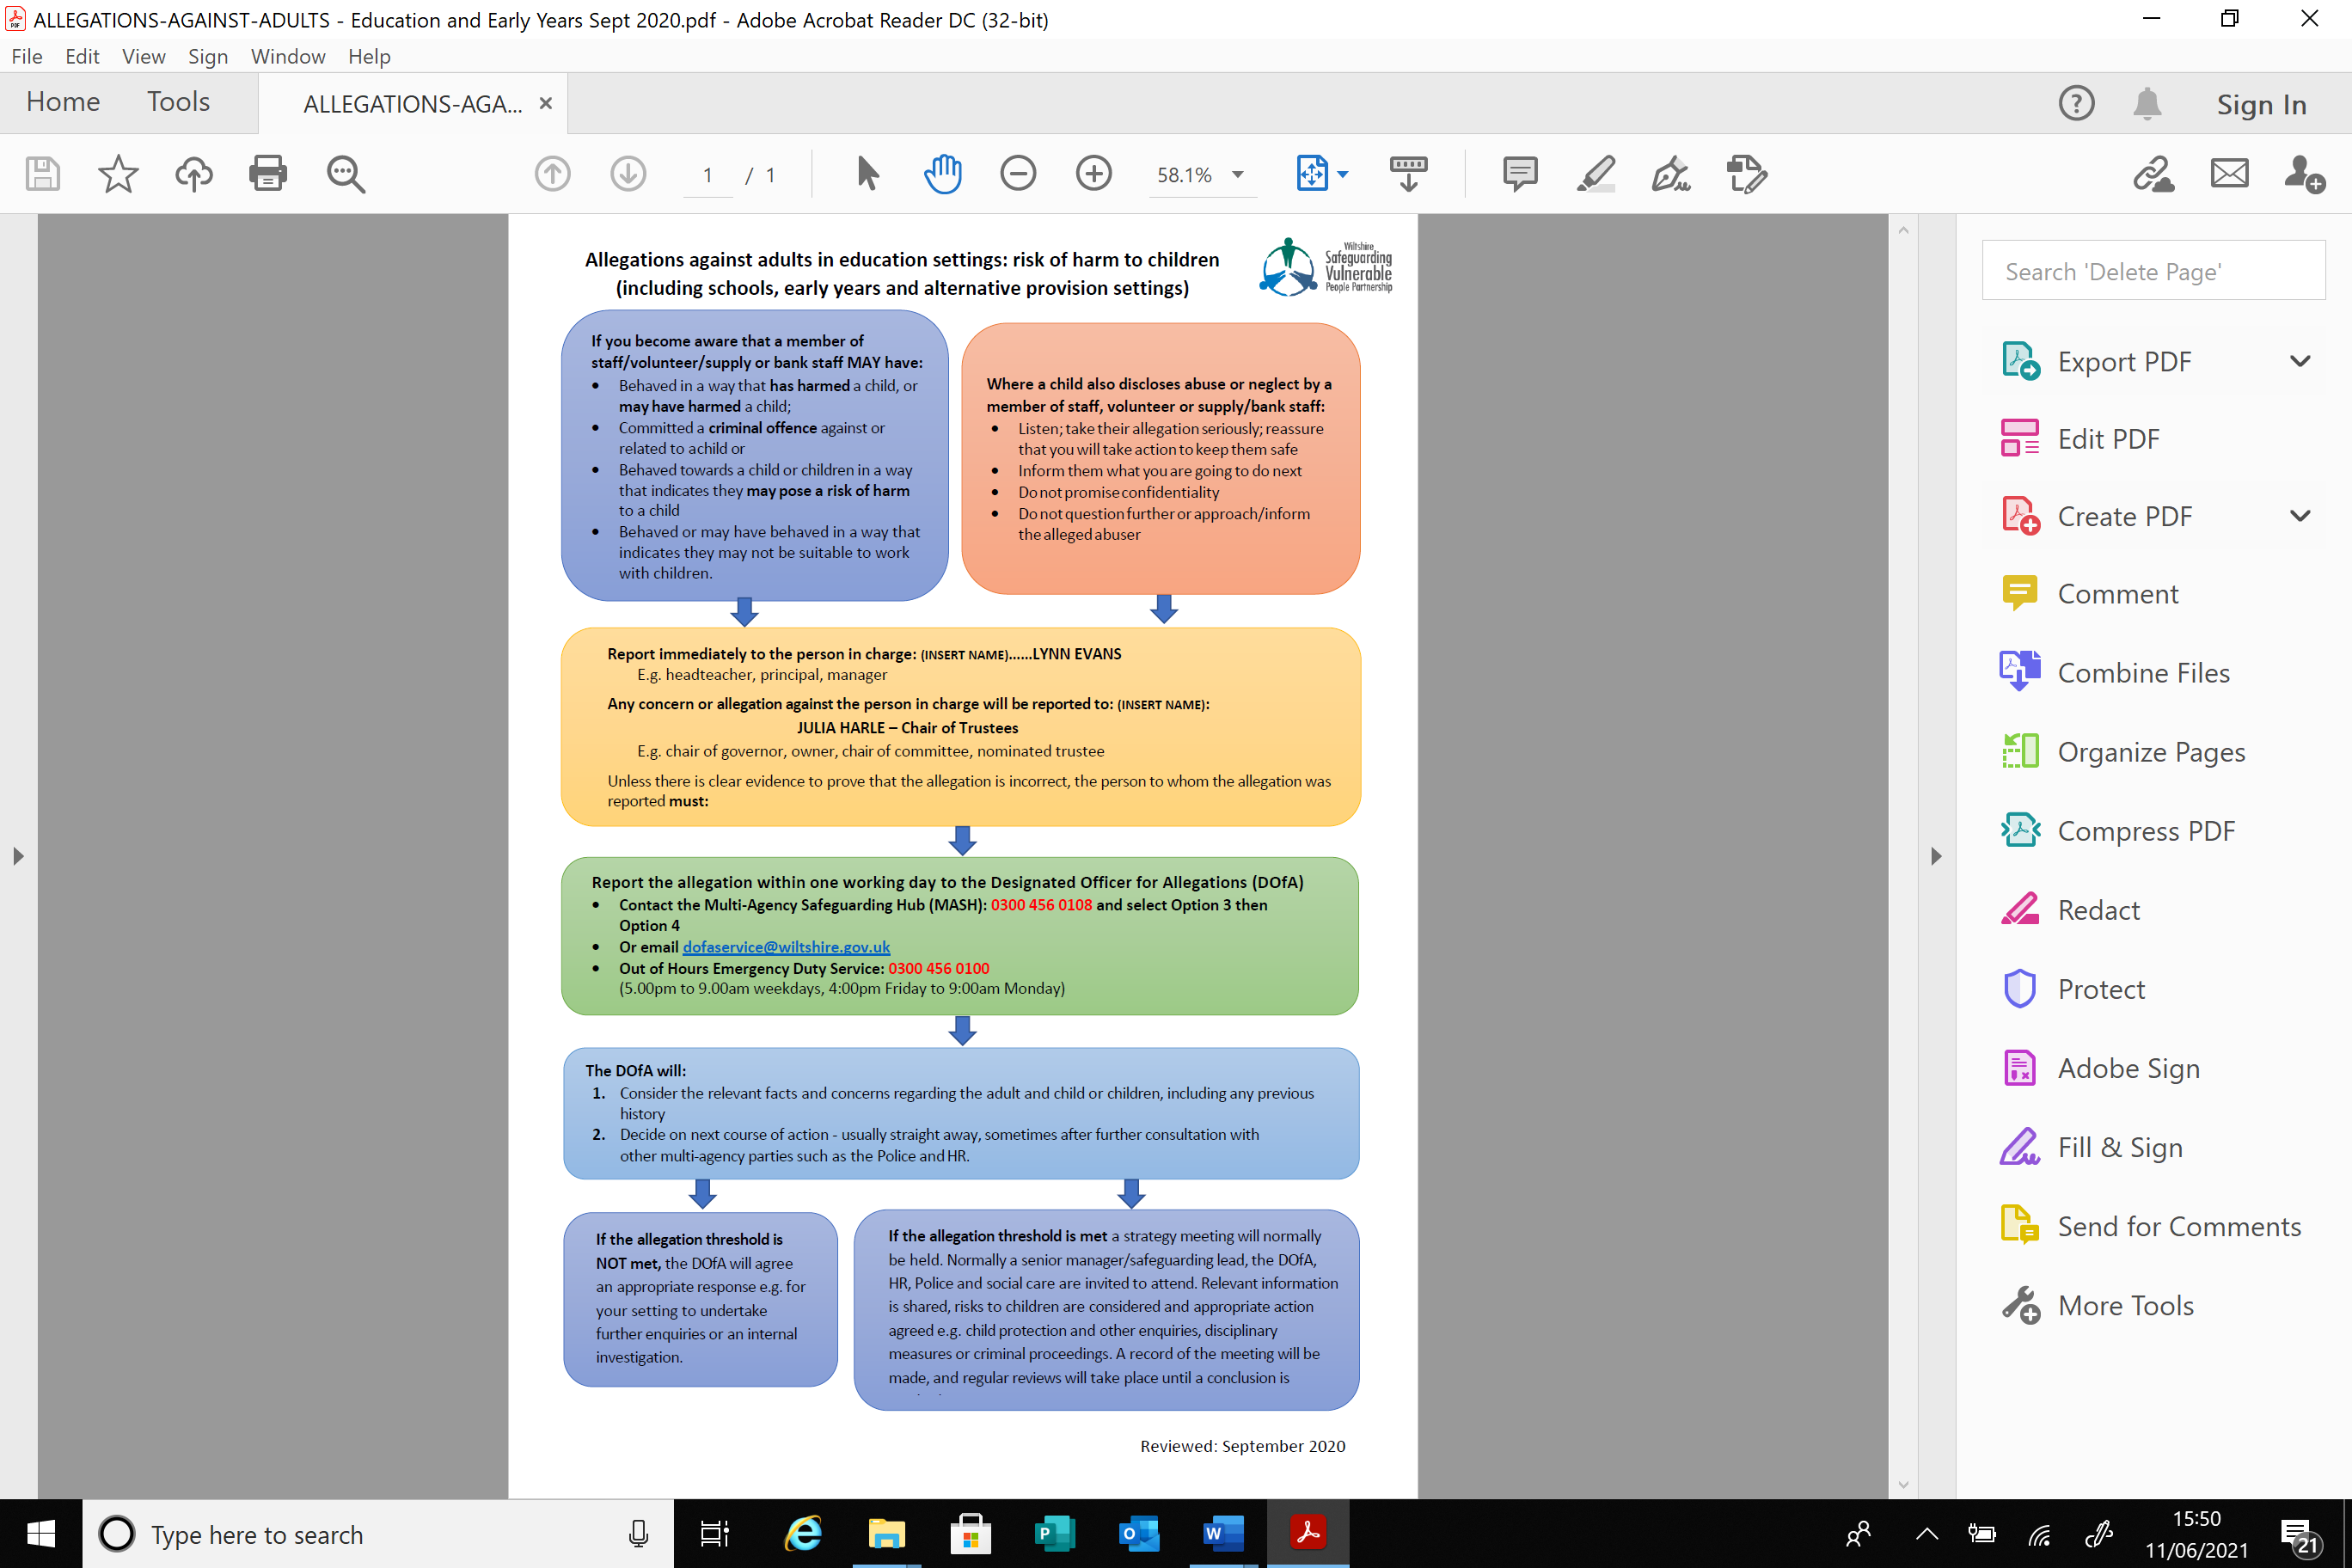 ALLEGATIONS-AGAINST-ADULTS - Education and Early Years Sept 2020.pdf - Adobe Acrobat Reader DC (32-bit)
File Edit View Sign Window Help
Home Tools ALLEGATIONS-AGA... Sign In
1 / 1 58.1%
Allegations against adults in education settings: risk of harm to children
(including schools, early years and alternative provision settings)
Wiltshire
Safeguarding
Vulnerable
People Partnership
If you become aware that a member of
staff/volunteer/supply or bank staff MAY have:
• Behaved in a way that has harmed a child, or
may have harmed a child;
• Committed a criminal offence against or
related to achild or
• Behaved towards a child or children in a way
that indicates they may pose a risk of harm
to a child
• Behaved or may have behaved in a way that
indicates they may not be suitable to work
with children.
Where a child also discloses abuse or neglect by a
member of staff, volunteer or supply/bank staff:
• Listen; take their allegation seriously; reassure
that you will take action to keep them safe
• Inform them what you are going to do next
• Do not promise confidentiality
• Do not question further or approach/inform
the alleged abuser
Report immediately to the person in charge: (INSERT NAME)......LYNN EVANS
E.g. headteacher, principal, manager
Any concern or allegation against the person in charge will be reported to: (INSERT NAME):
JULIA HARLE – Chair of Trustees
E.g. chair of governor, owner, chair of committee, nominated trustee
Unless there is clear evidence to prove that the allegation is incorrect, the person to whom the allegation was
reported must:
Report the allegation within one working day to the Designated Officer for Allegations (DOfA)
• Contact the Multi-Agency Safeguarding Hub (MASH): 0300 456 0108 and select Option 3 then
Option 4
• Or email dofaservice@wiltshire.gov.uk
• Out of Hours Emergency Duty Service: 0300 456 0100
(5.00pm to 9.00am weekdays, 4:00pm Friday to 9:00am Monday)
The DOfA will:
1. Consider the relevant facts and concerns regarding the adult and child or children, including any previous
history
2. Decide on next course of action - usually straight away, sometimes after further consultation with
other multi-agency parties such as the Police and HR.
If the allegation threshold is
NOT met, the DOfA will agree
an appropriate response e.g. for
your setting to undertake
further enquiries or an internal
investigation.
If the allegation threshold is met a strategy meeting will normally
be held. Normally a senior manager/safeguarding lead, the DOfA,
HR, Police and social care are invited to attend. Relevant information
is shared, risks to children are considered and appropriate action
agreed e.g. child protection and other enquiries, disciplinary
measures or criminal proceedings. A record of the meeting will be
made, and regular reviews will take place until a conclusion is
Reviewed: September 2020
Search 'Delete Page'
Export PDF
Edit PDF
Create PDF
Comment
Combine Files
Organize Pages
Compress PDF
Redact
Protect
Adobe Sign
Fill & Sign
Send for Comments
More Tools
Type here to search
15:50
11/06/2021
21